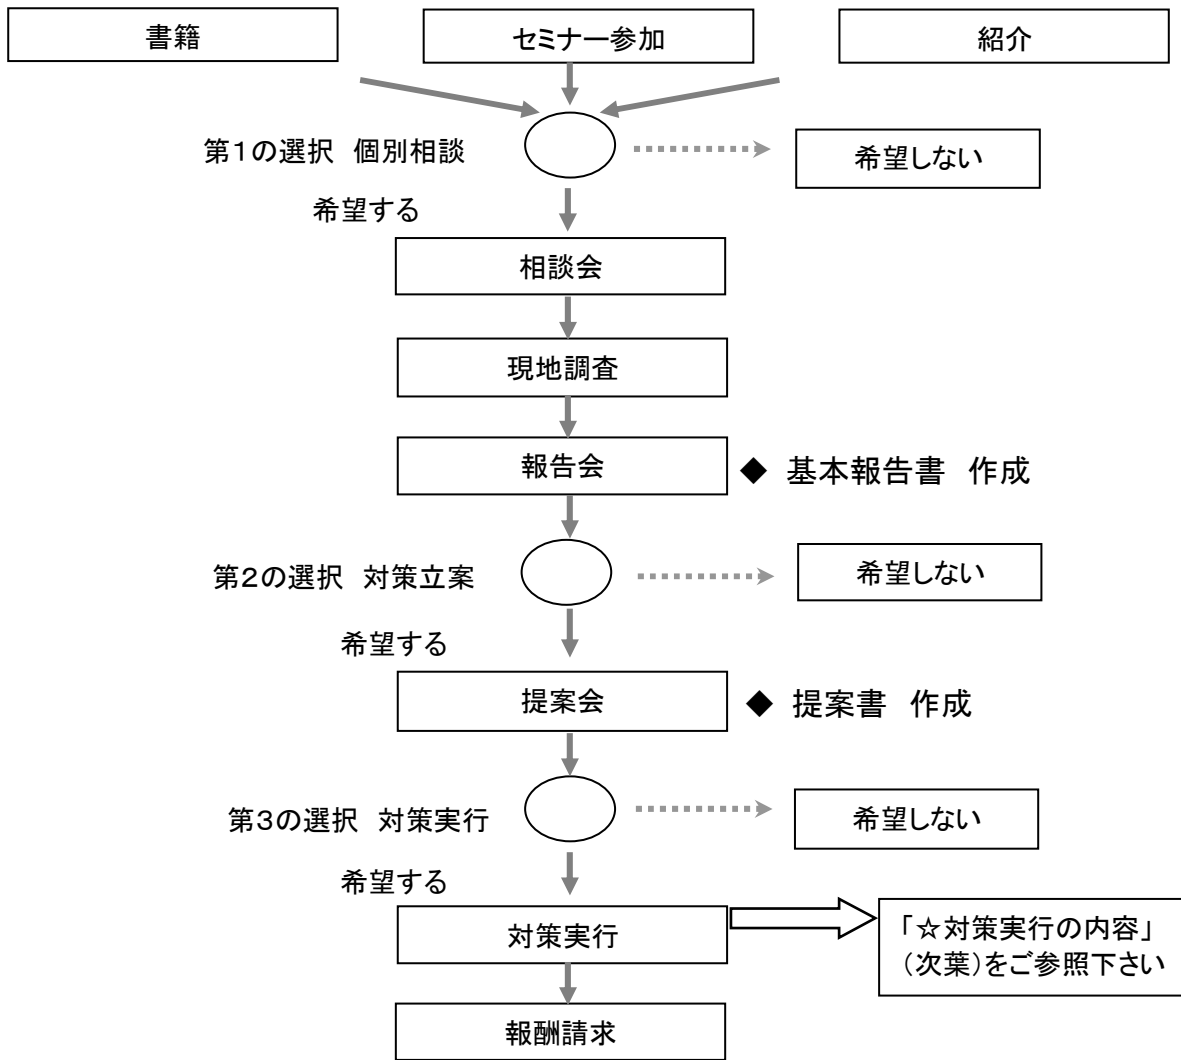 書籍
セミナー参加
紹介
第1の選択　個別相談
希望しない
希望する
相談会
現地調査
報告会
◆ 基本報告書　作成
第2の選択　対策立案
希望しない
希望する
提案会
◆ 提案書　作成
第3の選択　対策実行
希望しない
希望する
対策実行
「☆対策実行の内容」
（次葉）をご参照下さい
報酬請求